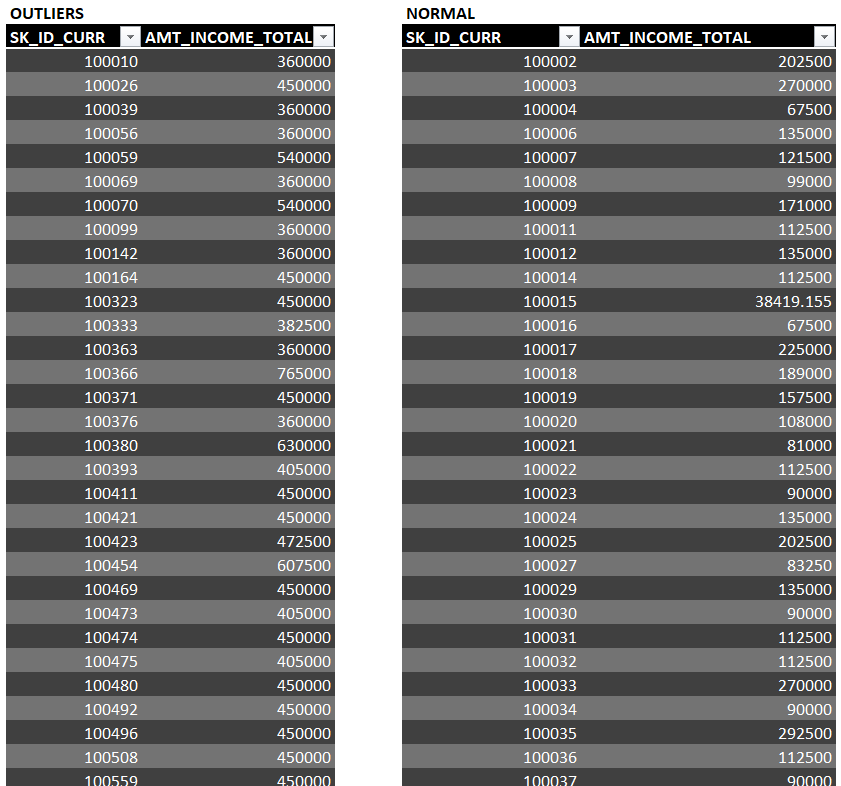 OUTLIERS NORMAL
SK_ID_CURR AMT_INCOME_TOTAL SK_ID_CURR AMT_INCOME_TOTAL
100010 360000 100002 202500
100026 450000 100003 270000
100039 360000 100004 67500
100056 360000 100006 135000
100059 540000 100007 121500
100069 360000 100008 99000
100070 540000 100009 171000
100099 360000 100011 112500
100142 360000 100012 135000
100164 450000 100014 112500
100323 450000 100015 38419.155
100333 382500 100016 67500
100363 360000 100017 225000
100366 765000 100018 189000
100371 450000 100019 157500
100376 360000 100020 108000
100380 630000 100021 81000
100393 405000 100022 112500
100411 450000 100023 90000
100421 450000 100024 135000
100423 472500 100025 202500
100454 607500 100027 83250
100469 450000 100029 135000
100473 405000 100030 90000
100474 450000 100031 112500
100475 405000 100032 112500
100480 450000 100033 270000
100492 450000 100034 90000
100496 450000 100035 292500
100508 450000 100036 112500
100559 450000 100037 90000